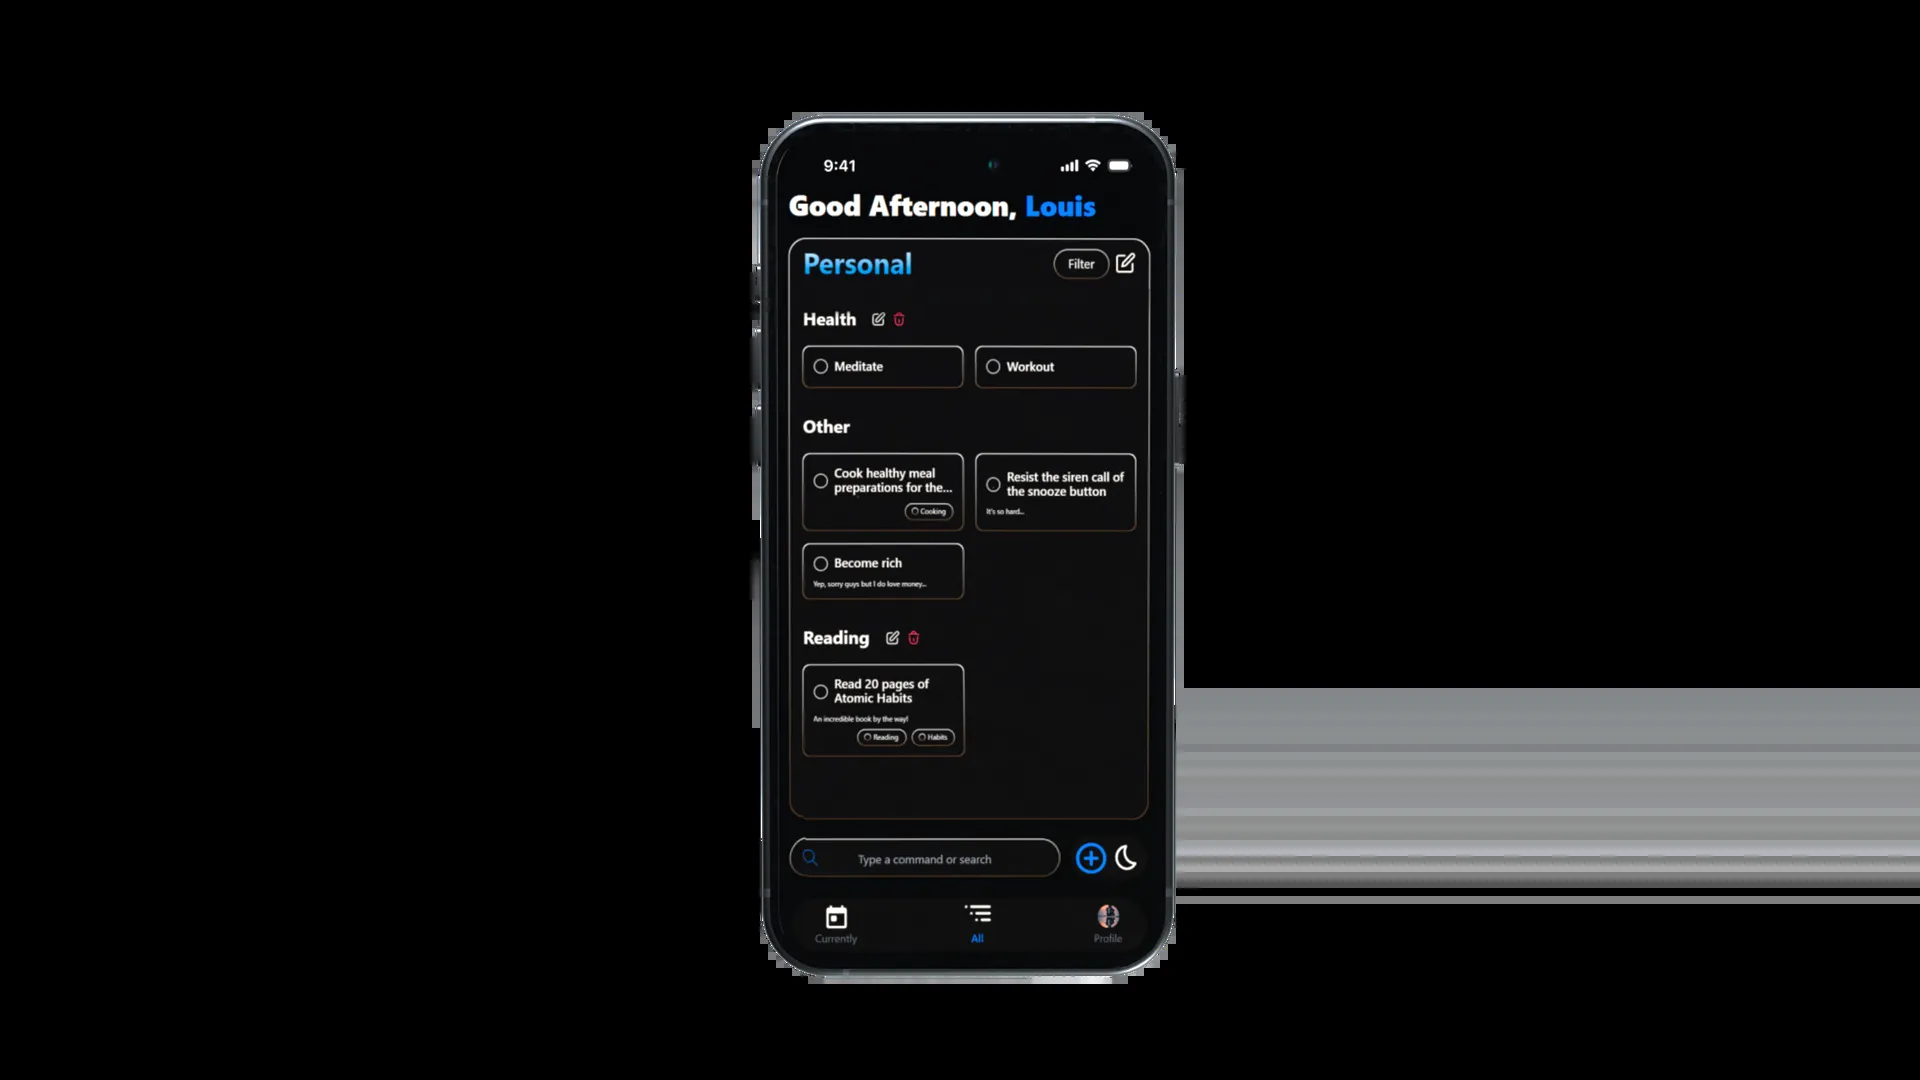 9:41
Good Afternoon, Louis
Personal
Filter
Health
Meditate
Workout
Other
Cook healthy meal
preparations for the...
Cooking
Resist the siren call of
the snooze button
It's so hard...
Become rich
Yep, sorry guys but I do love money...
Reading
Read 20 pages of
Atomic Habits
An incredible book by the way!
Reading
Habits
Type a command or search
Currently
All
Profile